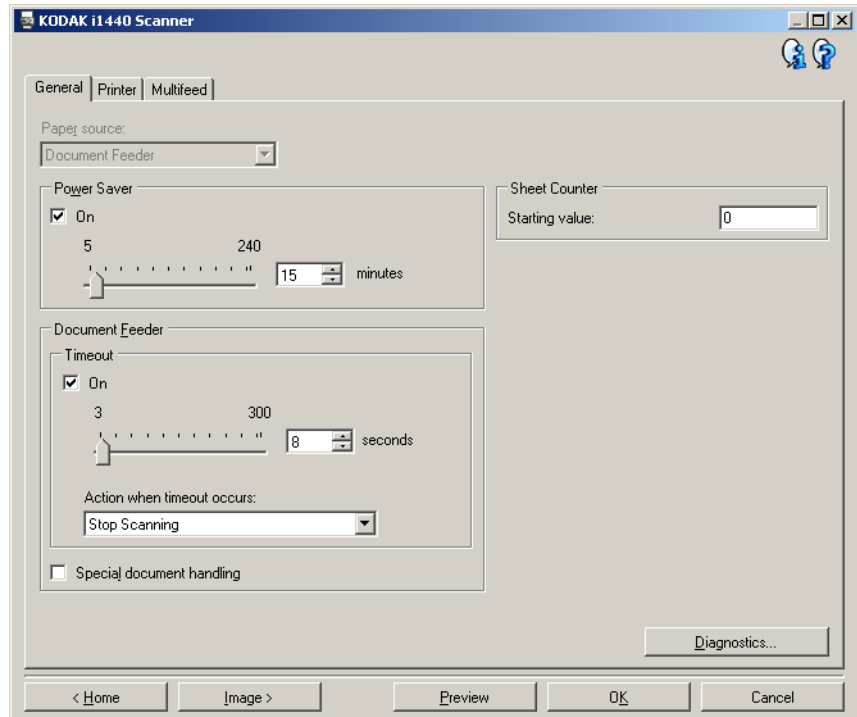 KODAK i1440 Scanner
General Printer Multifeed
Paper source:
Document Feeder
Power Saver
On
5 240
15 minutes
Sheet Counter
Starting value: 0
Document Feeder
Timeout
On
3 300
8 seconds
Action when timeout occurs:
Stop Scanning
Special document handling
Diagnostics...
< Home Image > Preview OK Cancel